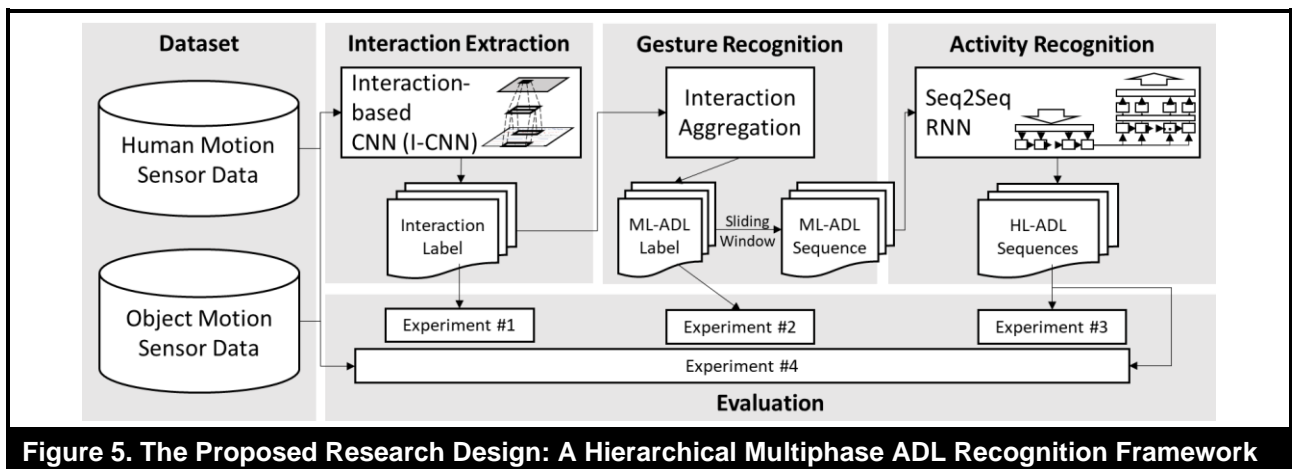 Dataset
Human Motion
Sensor Data
Object Motion
Sensor Data
Interaction Extraction
Interaction-
based
CNN (I-CNN)
Interaction
Label
Gesture Recognition
Interaction
Aggregation
ML-ADL
Label
Sliding
Window
ML-ADL
Sequence
Activity Recognition
Seq2Seq
RNN
HL-ADL
Sequences
Experiment #1
Experiment #2
Experiment #3
Experiment #4
Evaluation
Figure 5. The Proposed Research Design: A Hierarchical Multiphase ADL Recognition Framework